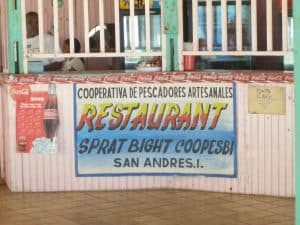 Coca-Cola
COOPERATIVA DE PESCADORES ARTESANALES
RESTAURANT
SPRAT BIGHT COOPESBI
SAN ANDRES.I.